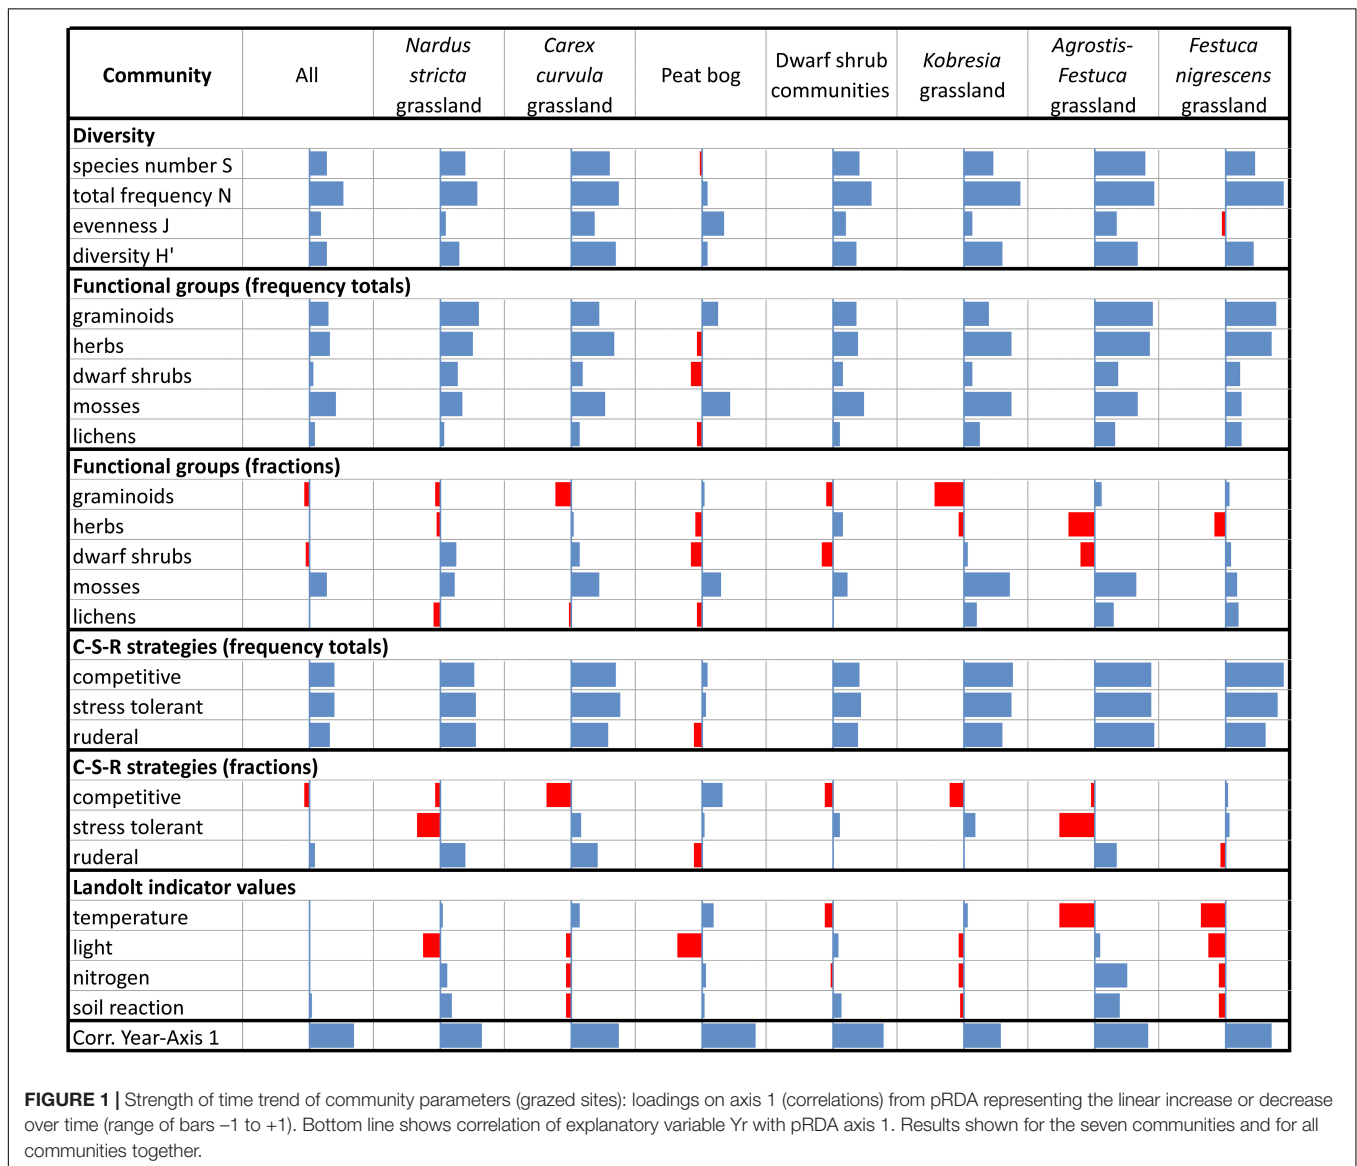 Community All Nardus stricta grassland Carex curvula grassland Peat bog Dwarf shrub communities Kobresia grassland Agrostis-Festuca grassland Festuca nigrescens grassland
Diversity
species number S
total frequency N
evenness J
diversity H'
Functional groups (frequency totals)
graminoids
herbs
dwarf shrubs
mosses
lichens
Functional groups (fractions)
graminoids
herbs
dwarf shrubs
mosses
lichens
C-S-R strategies (frequency totals)
competitive
stress tolerant
ruderal
C-S-R strategies (fractions)
competitive
stress tolerant
ruderal
Landolt indicator values
temperature
light
nitrogen
soil reaction
Corr. Year-Axis 1
FIGURE 1 | Strength of time trend of community parameters (grazed sites): loadings on axis 1 (correlations) from pRDA representing the linear increase or decrease
over time (range of bars −1 to +1). Bottom line shows correlation of explanatory variable Yr with pRDA axis 1. Results shown for the seven communities and for all
communities together.